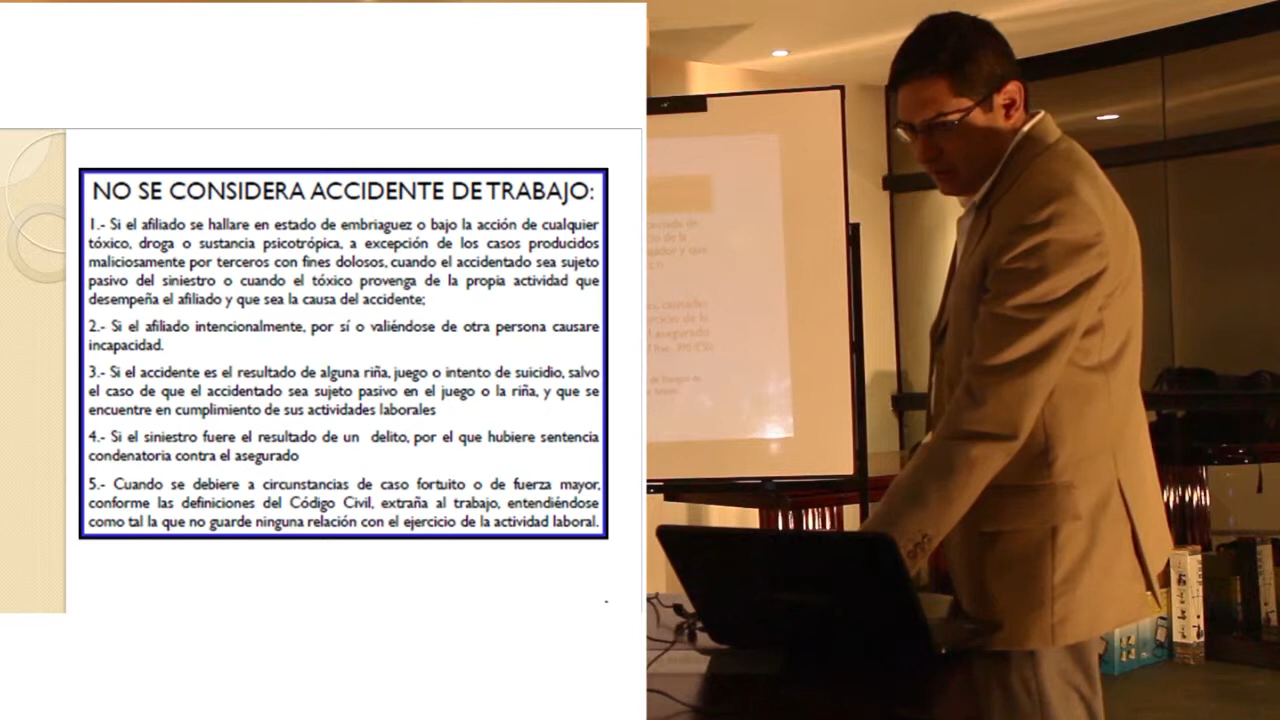 NO SE CONSIDERA ACCIDENTE DE TRABAJO:
1.- Si el afiliado se hallare en estado de embriaguez o bajo la acción de cualquier
tóxico, droga o sustancia psicotrópica, a excepción de los casos producidos
maliciosamente por terceros con fines dolosos, cuando el accidentado sea sujeto
pasivo del siniestro o cuando el tóxico provenga de la propia actividad que
desempeña el afiliado y que sea la causa del accidente;
2.- Si el afiliado intencionalmente, por sí o valiéndose de otra persona causare
incapacidad.
3.- Si el accidente es el resultado de alguna riña, juego o intento de suicidio, salvo
el caso de que el accidentado sea sujeto pasivo en el juego o la riña, y que se
encuentre en cumplimiento de sus actividades laborales
4.- Si el siniestro fuere el resultado de un delito, por el que hubiere sentencia
condenatoria contra el asegurado
5.- Cuando se debiere a circunstancias de caso fortuito o de fuerza mayor,
conforme las definiciones del Código Civil, extraña al trabajo, entendiéndose
como tal la que no guarde ninguna relación con el ejercicio de la actividad laboral.